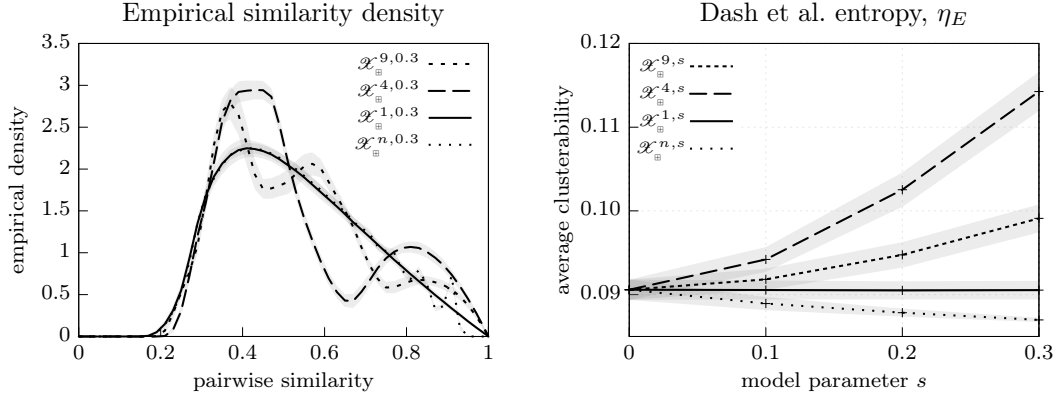 Empirical similarity density
3.5
3
2.5
2
1.5
1
0.5
0
0
0.2
0.4
0.6
0.8
1
empirical density
pairwise similarity
𝒳⊞^9,0.3
𝒳⊞^4,0.3
𝒳⊞^1,0.3
𝒳⊞^n,0.3
Dash et al. entropy, η_E
0.12
0.11
0.10
0.09
0
0.1
0.2
0.3
average clusterability
model parameter s
𝒳⊞^9,s
𝒳⊞^4,s
𝒳⊞^1,s
𝒳⊞^n,s